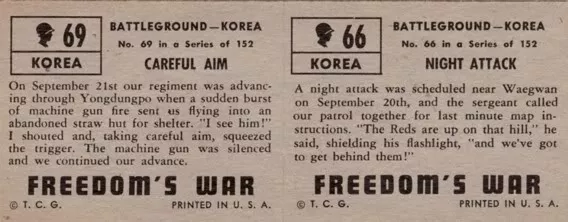 69
KOREA
BATTLEGROUND—KOREA
No. 69 in a Series of 152
CAREFUL AIM
On September 21st our regiment was advanc-
ing through Yongdungpo when a sudden burst
of machine gun fire sent us flying into an
abandoned straw hut for shelter. "I see him!"
I shouted and, taking careful aim, squeezed
the trigger. The machine gun was silenced
and we continued our advance.
FREEDOM'S WAR
© T. C. G. PRINTED IN U. S. A.
66
KOREA
BATTLEGROUND—KOREA
No. 66 in a Series of 152
NIGHT ATTACK
A night attack was scheduled near Waegwan
on September 20th, and the sergeant called
our patrol together for last minute map in-
structions. "The Reds are up on that hill," he
said, shielding his flashlight, "and we've got
to get behind them!"
FREEDOM'S WAR
© T. C. G. PRINTED IN U. S. A.